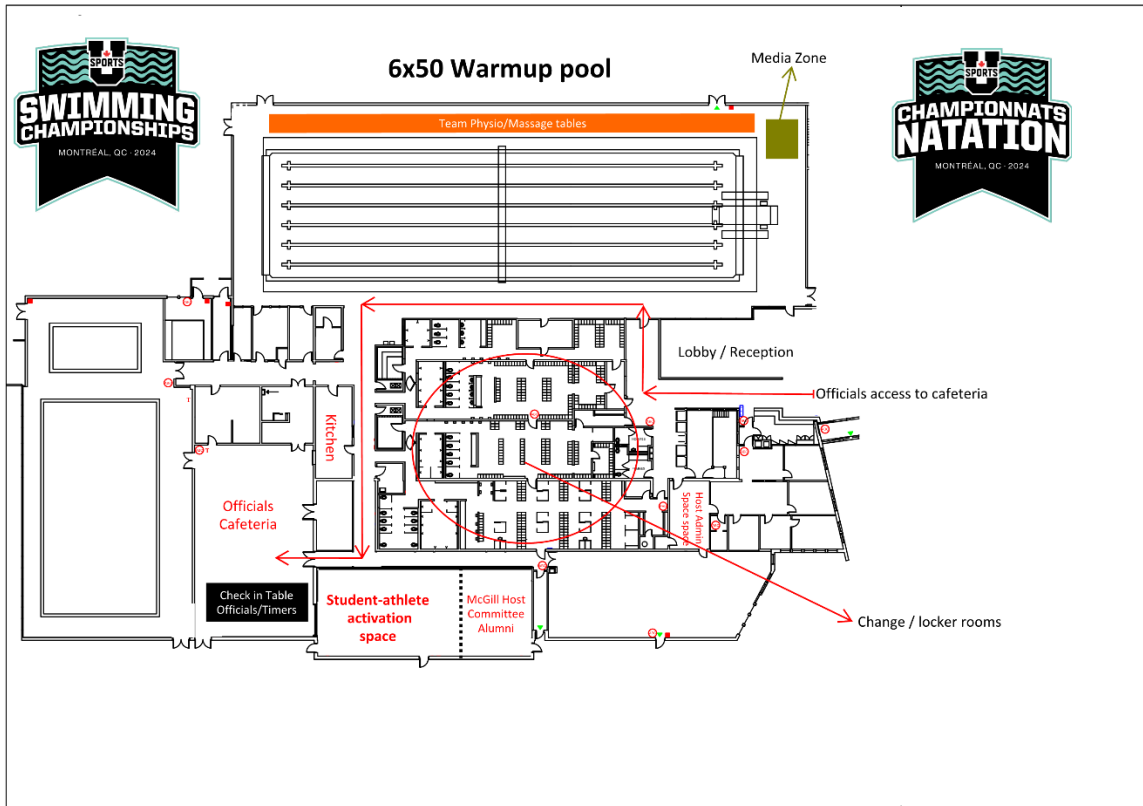 U
SPORTS
SWIMMING
CHAMPIONSHIPS
MONTRÉAL, QC · 2024
6x50 Warmup pool
Media Zone
U
SPORTS
CHAMPIONNATS
NATATION
MONTRÉAL, QC · 2024
Team Physio/Massage tables
Lobby / Reception
Officials access to cafeteria
Kitchen
Officials
Cafeteria
Host Admin
Space space
Check in Table
Officials/Timers
Student-athlete
activation
space
McGill Host
Committee
Alumni
Change / locker rooms